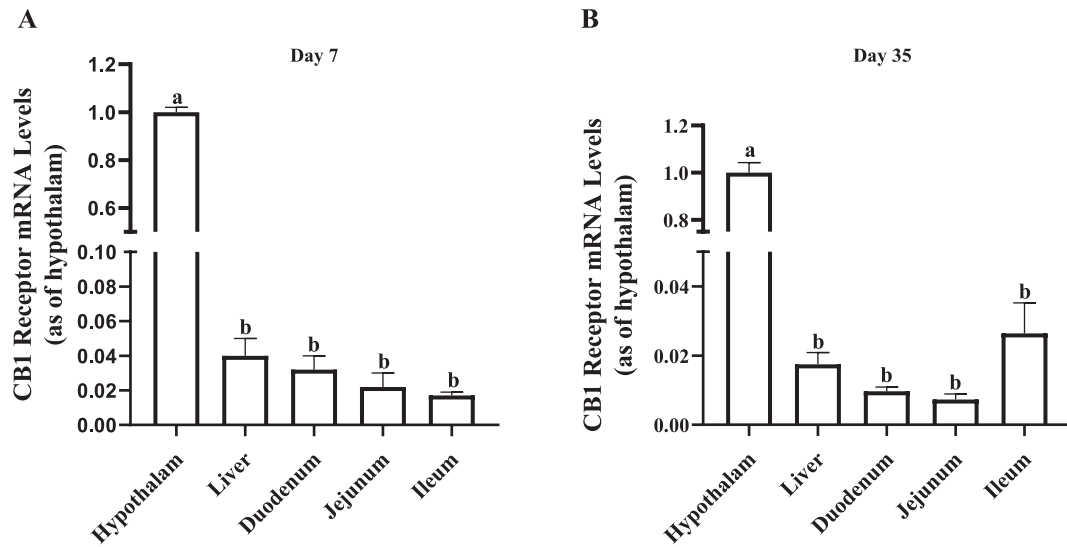 A
Day 7
CB1 Receptor mRNA Levels
(as of hypothalam)
1.2
1.0
0.8
0.6
0.10
0.08
0.06
0.04
0.02
0.00
a
b
b
b
b
Hypothalam
Liver
Duodenum
Jejunum
Ileum
B
Day 35
CB1 Receptor mRNA Levels
(as of hypothalam)
1.2
1.0
0.8
0.04
0.02
0.00
a
b
b
b
b
Hypothalam
Liver
Duodenum
Jejunum
Ileum